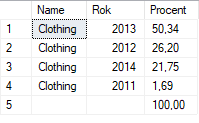 Name Rok Procent
1 Clothing 2013 50,34
2 Clothing 2012 26,20
3 Clothing 2014 21,75
4 Clothing 2011 1,69
5 100,00